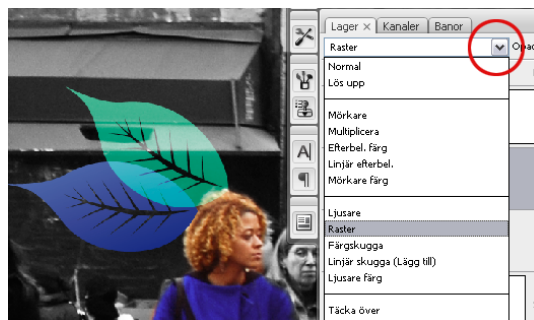 Lager × Kanaler Banor
Raster Opac
Normal
Lös upp
Mörkare
Multiplicera
Efterbel. färg
Linjär efterbel.
Mörkare färg
Ljusare
Raster
Färgskugga
Linjär skugga (Lägg till)
Ljusare färg
Täcka över